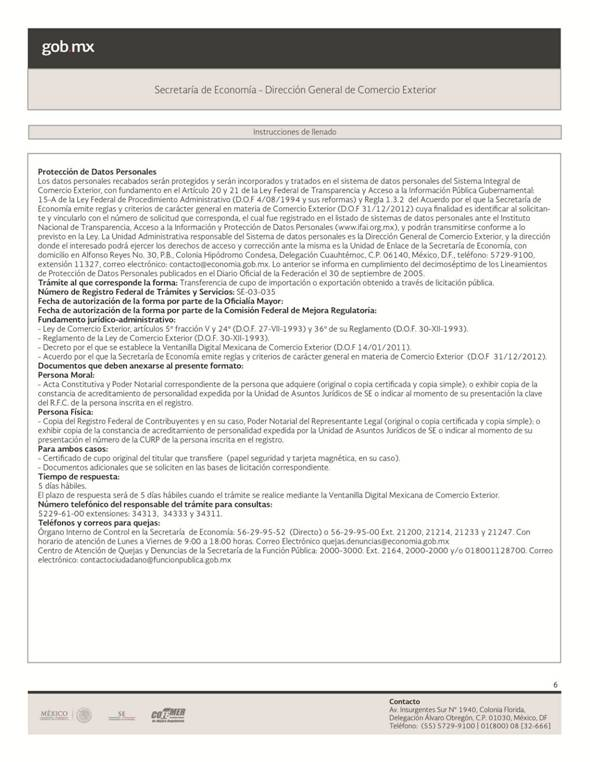 gob.mx
Secretaría de Economía - Dirección General de Comercio Exterior
Instrucciones de llenado
Protección de Datos Personales
Los datos personales recabados serán protegidos y serán incorporados y tratados en el sistema de datos personales del Sistema Integral de
Comercio Exterior, con fundamento en el Artículo 20 y 21 de la Ley Federal de Transparencia y Acceso a la Información Pública Gubernamental;
15-A de la Ley Federal de Procedimiento Administrativo (D.O.F 4/08/1994 y sus reformas) y Regla 1.3.2 del Acuerdo por el que la Secretaría de
Economía emite reglas y criterios de carácter general en materia de Comercio Exterior (D.O.F 31/12/2012) cuya finalidad es identificar al solicitan-
te y vincularlo con el número de solicitud que corresponda, el cual fue registrado en el listado de sistemas de datos personales ante el Instituto
Nacional de Transparencia, Acceso a la Información y Protección de Datos Personales (www.ifai.org.mx), y podrán transmitirse conforme a lo
previsto en la Ley. La Unidad Administrativa responsable del Sistema de datos personales es la Dirección General de Comercio Exterior, y la dirección
donde el interesado podrá ejercer los derechos de acceso y corrección ante la misma es la Unidad de Enlace de la Secretaría de Economía, con
domicilio en Alfonso Reyes No. 30, P.B., Colonia Hipódromo Condesa, Delegación Cuauhtémoc, C.P. 06140, México, D.F., teléfono: 5729-9100,
extensión 11327, correo electrónico: contacto@economia.gob.mx. Lo anterior se informa en cumplimiento del decimoséptimo de los Lineamientos
de Protección de Datos Personales publicados en el Diario Oficial de la Federación el 30 de septiembre de 2005.
Trámite al que corresponde la forma: Transferencia de cupo de importación o exportación obtenido a través de licitación pública.
Número de Registro Federal de Trámites y Servicios: SE-03-035
Fecha de autorización de la forma por parte de la Oficialía Mayor:
Fecha de autorización de la forma por parte de la Comisión Federal de Mejora Regulatoria:
Fundamento jurídico-administrativo:
- Ley de Comercio Exterior, artículos 5º fracción V y 24º (D.O.F. 27-VII-1993) y 36º de su Reglamento (D.O.F. 30-XII-1993).
- Reglamento de la Ley de Comercio Exterior (D.O.F. 30-XII-1993).
- Decreto por el que se establece la Ventanilla Digital Mexicana de Comercio Exterior (D.O.F 14/01/2011).
- Acuerdo por el que la Secretaría de Economía emite reglas y criterios de carácter general en materia de Comercio Exterior (D.O.F 31/12/2012).
Documentos que deben anexarse al presente formato:
Persona Moral:
- Acta Constitutiva y Poder Notarial correspondiente de la persona que adquiere (original o copia certificada y copia simple); o exhibir copia de la
constancia de acreditamiento de personalidad expedida por la Unidad de Asuntos Jurídicos de SE o indicar al momento de su presentación la clave
del R.F.C. de la persona inscrita en el registro.
Persona Física:
- Copia del Registro Federal de Contribuyentes y en su caso, Poder Notarial del Representante Legal (original o copia certificada y copia simple); o
exhibir copia de la constancia de acreditamiento de personalidad expedida por la Unidad de Asuntos Jurídicos de SE o indicar al momento de su
presentación el número de la CURP de la persona inscrita en el registro.
Para ambos casos:
- Certificado de cupo original del titular que transfiere (papel seguridad y tarjeta magnética, en su caso).
- Documentos adicionales que se soliciten en las bases de licitación correspondiente.
Tiempo de respuesta:
5 días hábiles.
El plazo de respuesta será de 5 días hábiles cuando el trámite se realice mediante la Ventanilla Digital Mexicana de Comercio Exterior.
Número telefónico del responsable del trámite para consultas:
5229-61-00 extensiones: 34313, 34333 y 34311.
Teléfonos y correos para quejas:
Órgano Interno de Control en la Secretaría de Economía: 56-29-95-52 (Directo) o 56-29-95-00 Ext. 21200, 21214, 21233 y 21247. Con
horario de atención de Lunes a Viernes de 9:00 a 18:00 horas. Correo Electrónico quejas.denuncias@economia.gob.mx
Centro de Atención de Quejas y Denuncias de la Secretaría de la Función Pública: 2000-3000. Ext. 2164, 2000-2000 y/o 018001128700. Correo
electrónico: contactociudadano@funcionpublica.gob.mx
6
MÉXICO
SE
Contacto
Av. Insurgentes Sur N° 1940, Colonia Florida,
Delegación Álvaro Obregón, C.P. 01030, México, DF
Teléfono: (55) 5729-9100 | 01(800) 08 [32-666]